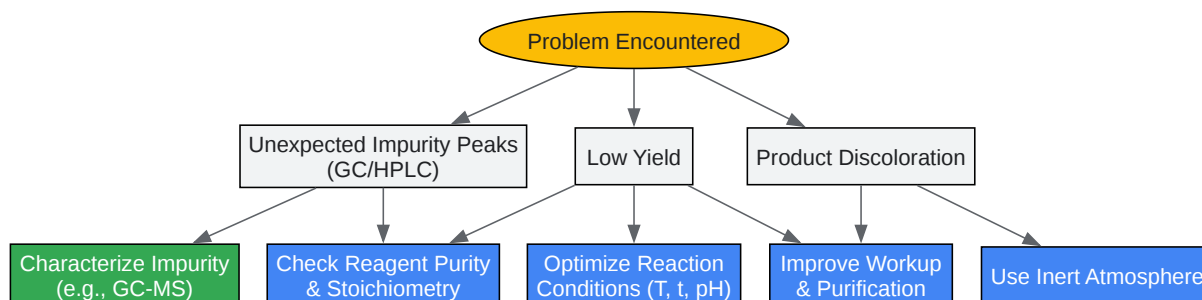 Problem Encountered
Unexpected Impurity Peaks
(GC/HPLC)
Low Yield
Product Discoloration
Characterize Impurity
(e.g., GC-MS)
Check Reagent Purity
& Stoichiometry
Optimize Reaction
Conditions (T, t, pH)
Improve Workup
& Purification
Use Inert Atmosphere